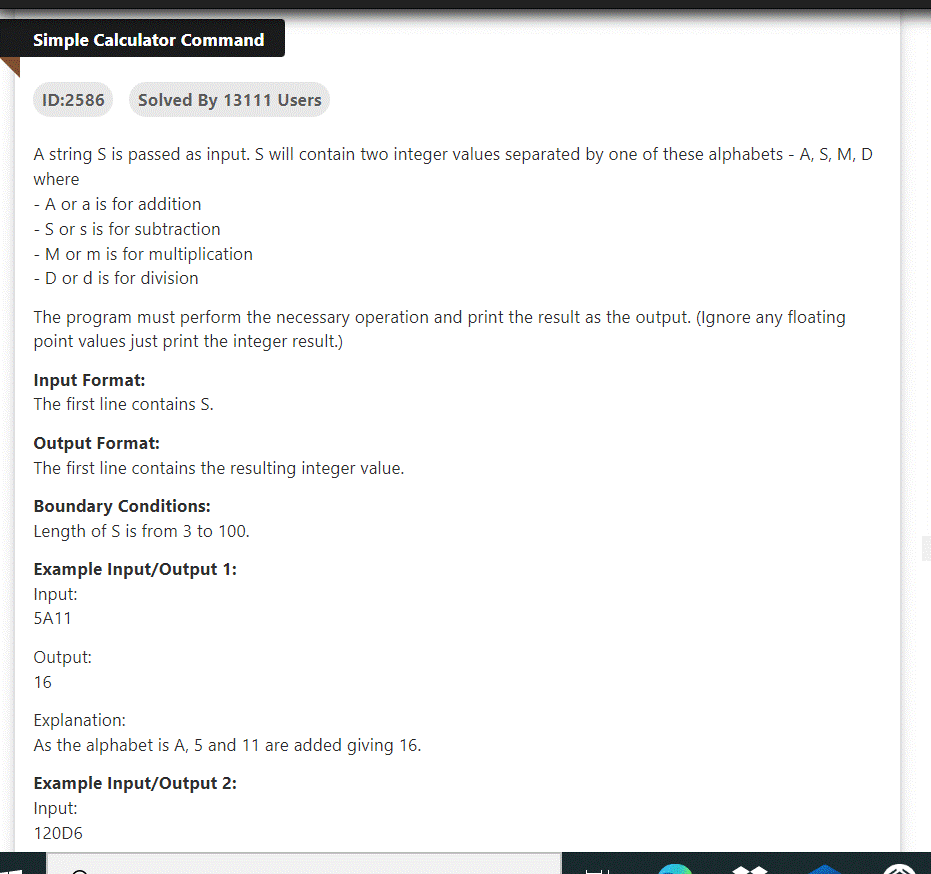 Simple Calculator Command
ID:2586 Solved By 13111 Users
A string S is passed as input. S will contain two integer values separated by one of these alphabets - A, S, M, D
where
- A or a is for addition
- S or s is for subtraction
- M or m is for multiplication
- D or d is for division
The program must perform the necessary operation and print the result as the output. (Ignore any floating
point values just print the integer result.)
Input Format:
The first line contains S.
Output Format:
The first line contains the resulting integer value.
Boundary Conditions:
Length of S is from 3 to 100.
Example Input/Output 1:
Input:
5A11
Output:
16
Explanation:
As the alphabet is A, 5 and 11 are added giving 16.
Example Input/Output 2:
Input:
120D6